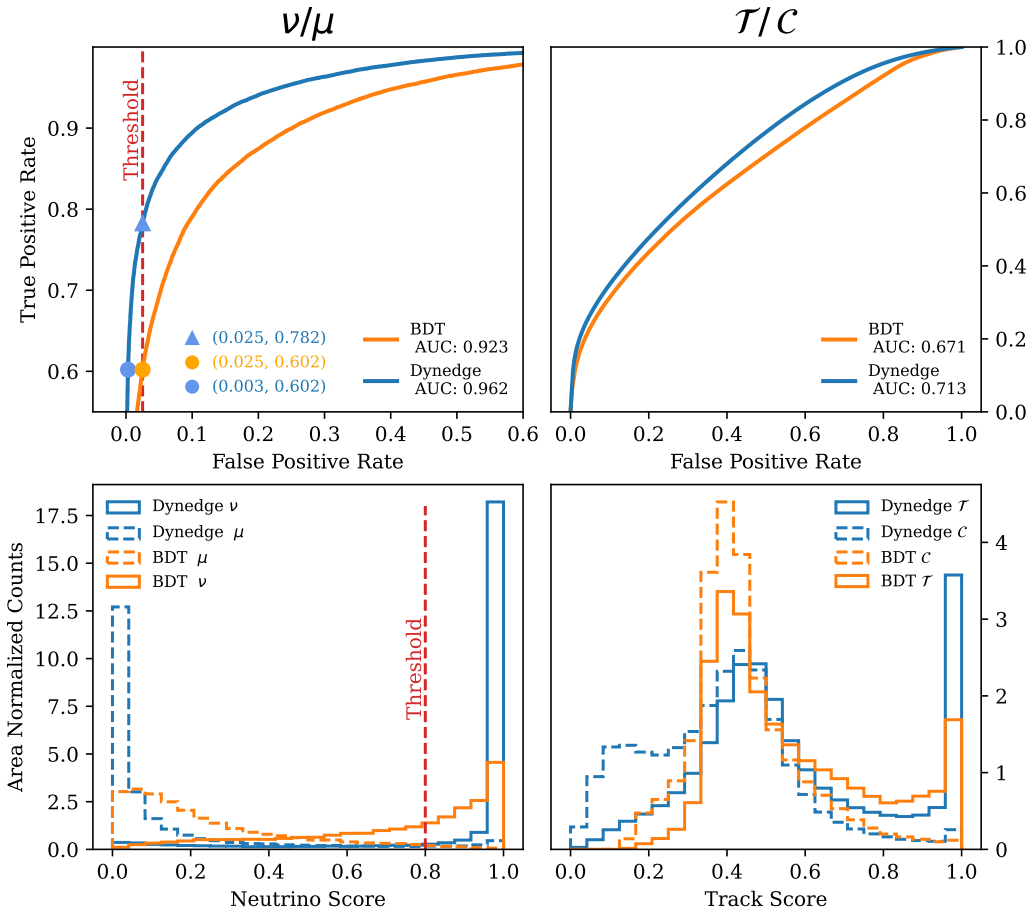 ν/μ
𝒯/𝒞
True Positive Rate
0.9
0.8
0.7
0.6
Threshold
(0.025, 0.782)
(0.025, 0.602)
(0.003, 0.602)
BDT
AUC: 0.923
Dynedge
AUC: 0.962
0.0 0.1 0.2 0.3 0.4 0.5 0.6
False Positive Rate
BDT
AUC: 0.671
Dynedge
AUC: 0.713
1.0
0.8
0.6
0.4
0.2
0.0
0.0 0.2 0.4 0.6 0.8 1.0
False Positive Rate
Area Normalized Counts
17.5
15.0
12.5
10.0
7.5
5.0
2.5
0.0
Dynedge ν
Dynedge μ
BDT μ
BDT ν
Threshold
0.0 0.2 0.4 0.6 0.8 1.0
Neutrino Score
Dynedge 𝒯
Dynedge 𝒞
BDT 𝒞
BDT 𝒯
4
3
2
1
0
0.0 0.2 0.4 0.6 0.8 1.0
Track Score